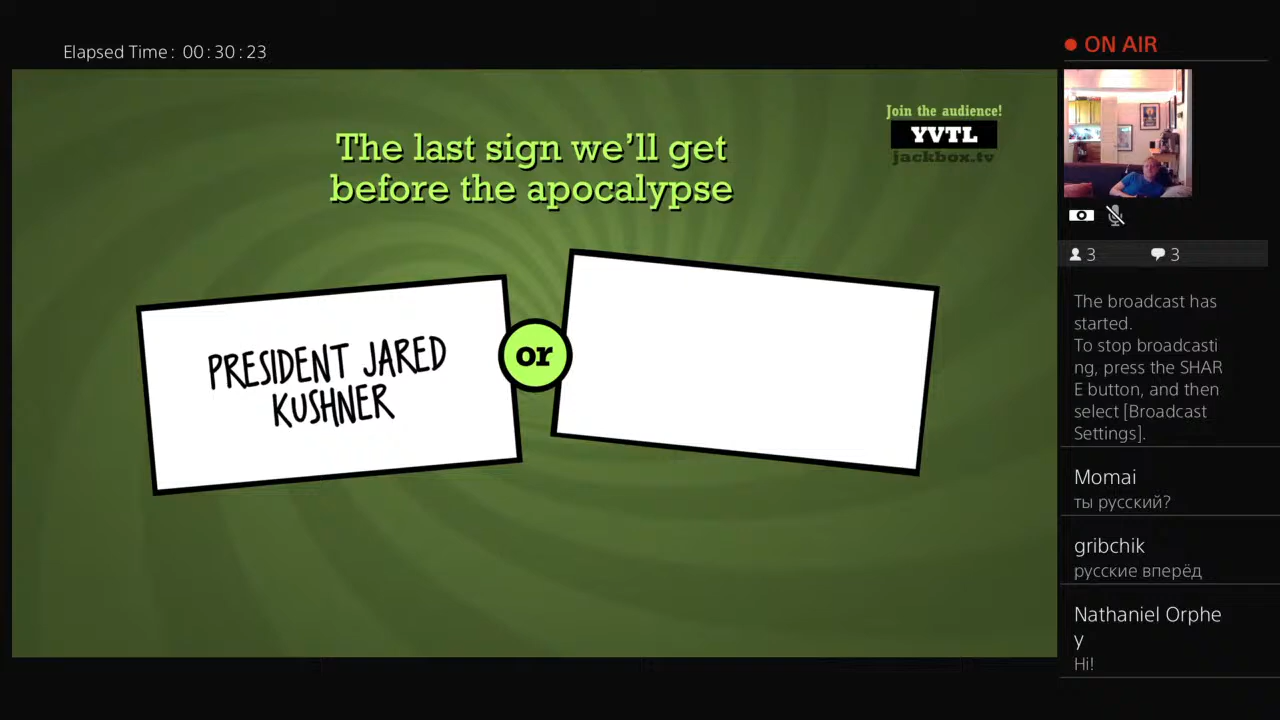 Elapsed Time: 00:30:23
ON AIR
Join the audience!
YVTL
jackbox.tv
The last sign we'll get
before the apocalypse
PRESIDENT JARED
KUSHNER
or
3
3
The broadcast has
started.
To stop broadcasti
ng, press the SHAR
E button, and then
select [Broadcast
Settings].
Momai
ты русский?
gribchik
русские вперёд
Nathaniel Orphe
y
Hi!